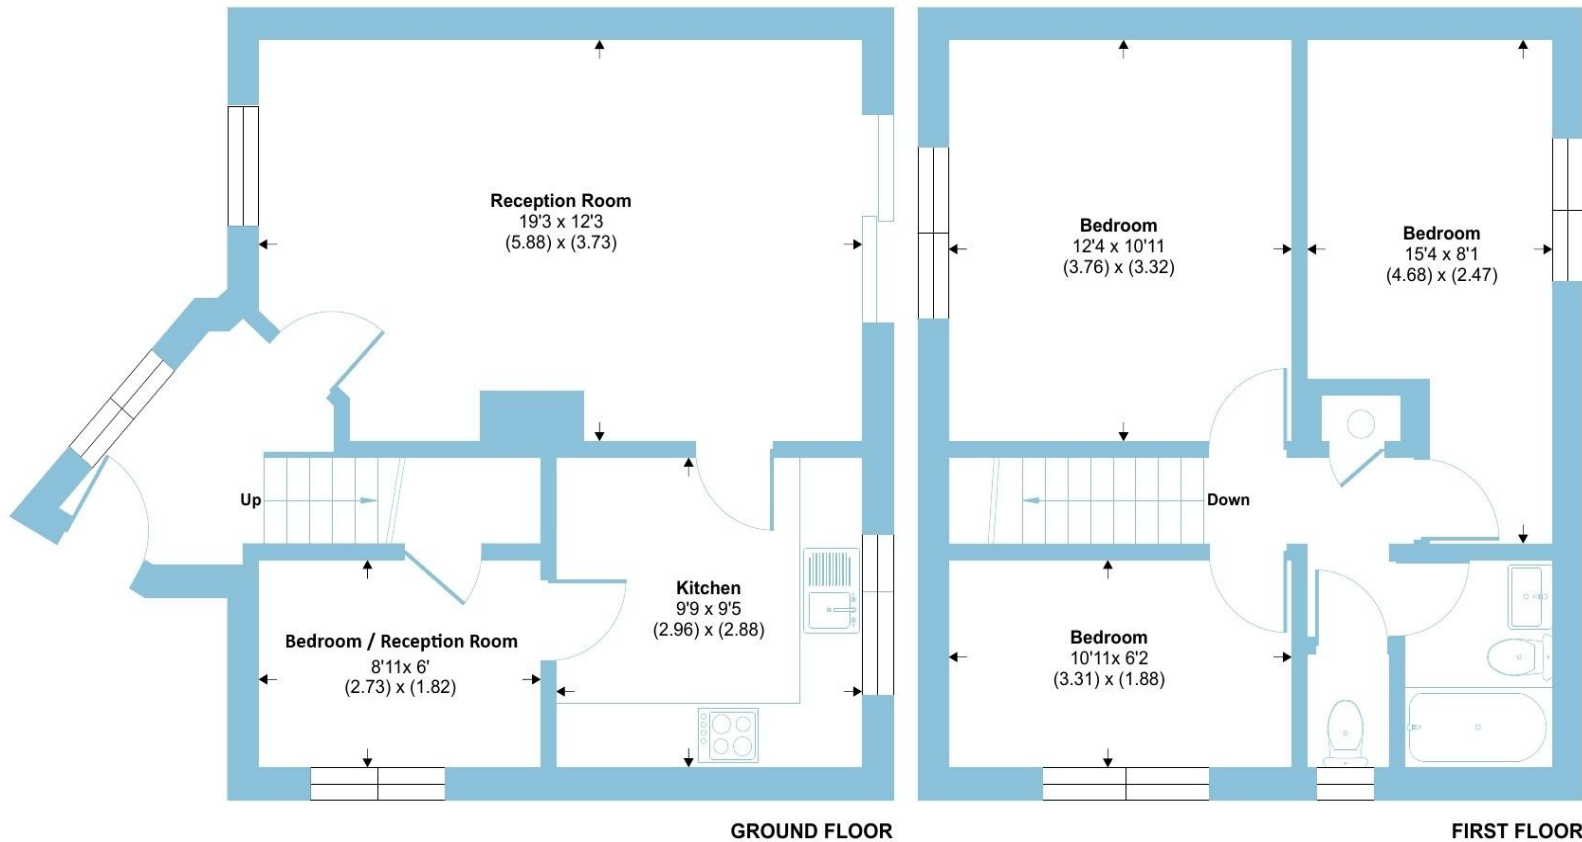 Reception Room
19'3 x 12'3
(5.88) x (3.73)
Up
Kitchen
9'9 x 9'5
(2.96) x (2.88)
Bedroom / Reception Room
8'11x 6'
(2.73) x (1.82)
GROUND FLOOR
Bedroom
12'4 x 10'11
(3.76) x (3.32)
Bedroom
15'4 x 8'1
(4.68) x (2.47)
Down
Bedroom
10'11x 6'2
(3.31) x (1.88)
FIRST FLOOR